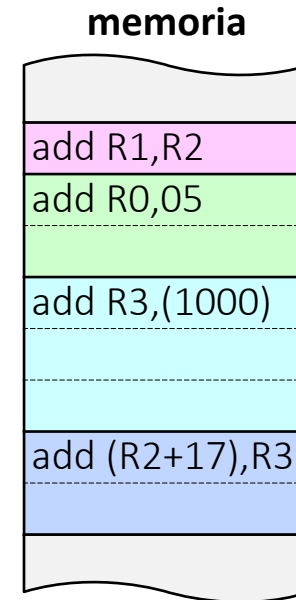 memoria
add R1,R2
add R0,05
add R3,(1000)
add (R2+17),R3